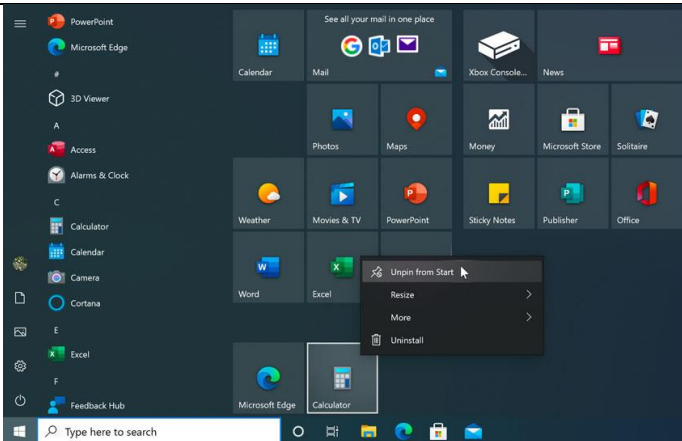 PowerPoint
Microsoft Edge
#
3D Viewer
A
Access
Alarms & Clock
C
Calculator
Calendar
Camera
Cortana
E
Excel
F
Feedback Hub
See all your mail in one place
Calendar
Mail
Xbox Console...
News
Photos
Maps
Money
Microsoft Store
Solitaire
Weather
Movies & TV
PowerPoint
Sticky Notes
Publisher
Office
Word
Excel
Unpin from Start
Resize
More
Uninstall
Microsoft Edge
Calculator
Type here to search